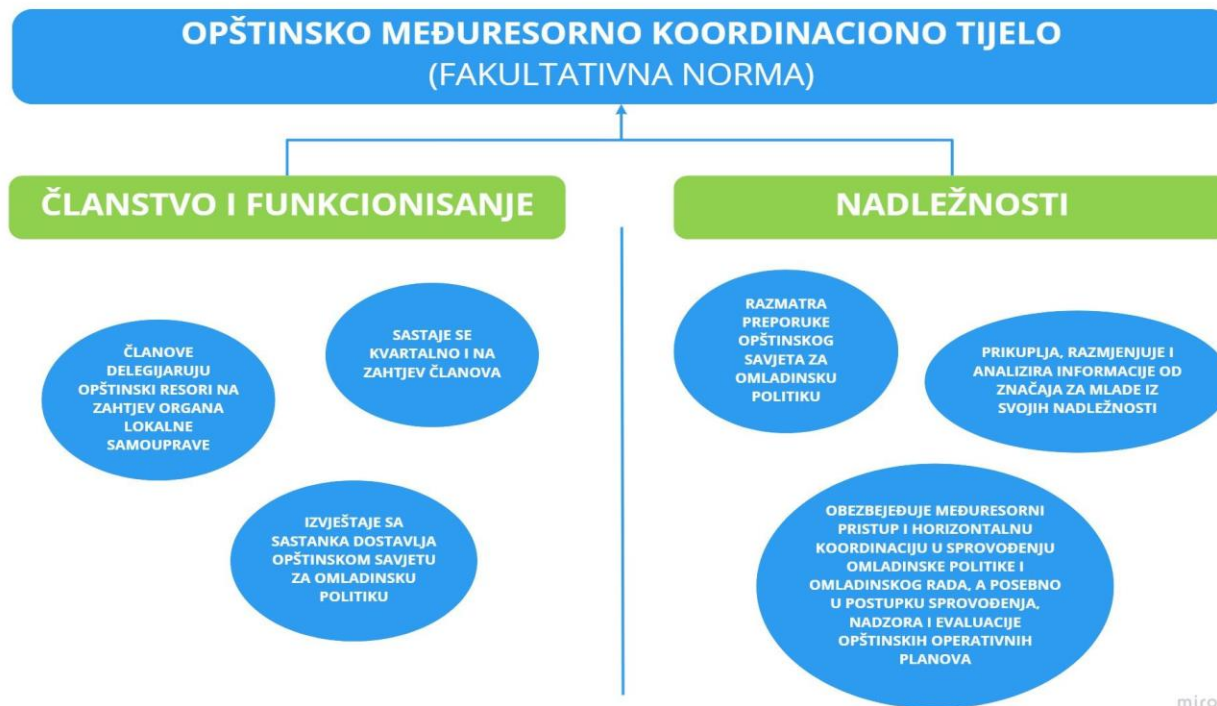 OPŠTINSKO MEĐURESORNO KOORDINACIONO TIJELO
(FAKULTATIVNA NORMA)
ČLANSTVO I FUNKCIONISANJE
ČLANOVE
DELEGIJARUJU
OPŠTINSKI RESORI NA
ZAHTJEV ORGANA
LOKALNE
SAMOUPRAVE
SASTAJE SE
KVARTALNO I NA
ZAHTJEV ČLANOVA
IZVJEŠTAJE SA
SASTANKA DOSTAVLJA
OPŠTINSKOM SAVJETU
ZA OMLADINSKU
POLITIKU
NADLEŽNOSTI
RAZMATRA
PREPORUKE
OPŠTINSKOG
SAVJETA ZA
OMLADINSKU
POLITIKU
PRIKUPLJA, RAZMJENJUJE I
ANALIZIRA INFORMACIJE OD
ZNAČAJA ZA MLADE IZ
SVOJIH NADLEŽNOSTI
OBEZBEJEĐUJE MEĐURESORNI
PRISTUP I HORIZONTALNU
KOORDINACIJU U SPROVOĐENJU
OMLADINSKE POLITIKE I
OMLADINSKOG RADA, A POSEBNO
U POSTUPKU SPROVOĐENJA,
NADZORA I EVALUACIJE
OPŠTINSKIH OPERATIVNIH
PLANOVA
miro